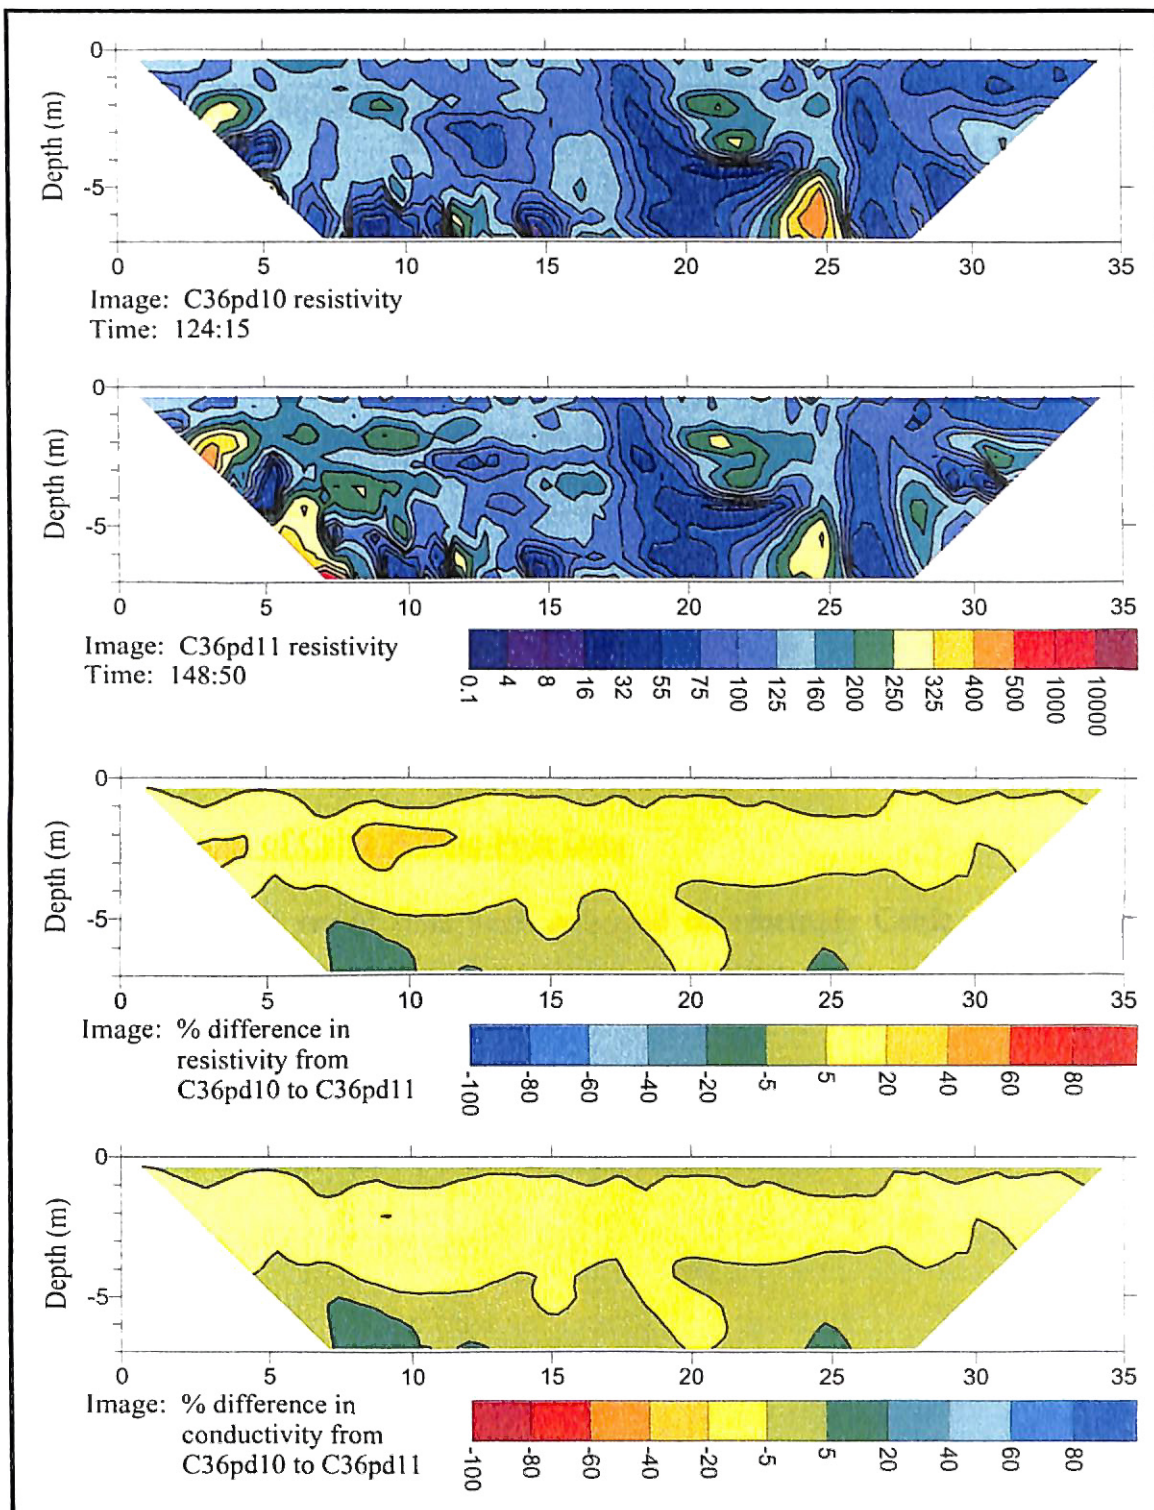 0
Depth (m)
-5
0 5 10 15 20 25 30 35
Image: C36pd10 resistivity
Time: 124:15
0
Depth (m)
-5
0 5 10 15 20 25 30 35
Image: C36pd11 resistivity
Time: 148:50
0.1 4 8 16 32 55 75 100 125 160 200 250 325 400 500 1000 10000
0
Depth (m)
-5
0 5 10 15 20 25 30 35
Image: % difference in
resistivity from
C36pd10 to C36pd11
-100 -80 -60 -40 -20 -5 5 20 40 60 80
0
Depth (m)
-5
0 5 10 15 20 25 30 35
Image: % difference in
conductivity from
C36pd10 to C36pd11
-100 -80 -60 -40 -20 -5 5 20 40 60 80